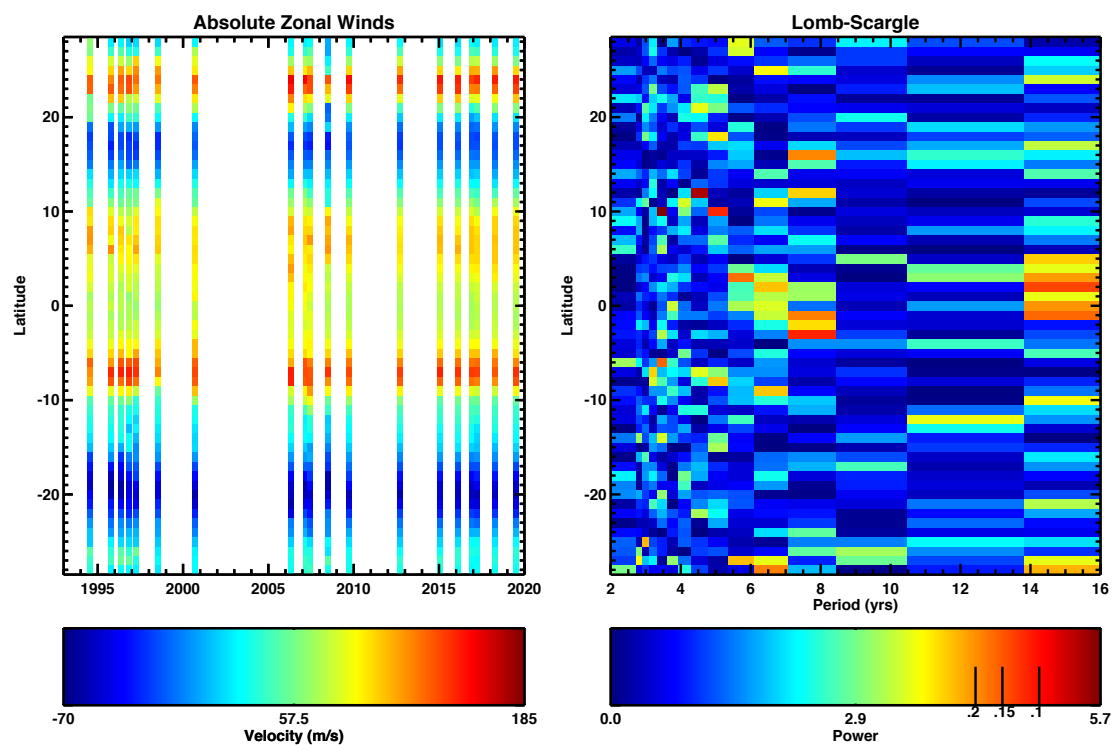 Absolute Zonal Winds
Latitude
20
10
0
-10
-20
1995 2000 2005 2010 2015 2020
-70 57.5 185
Velocity (m/s)
Lomb-Scargle
Latitude
20
10
0
-10
-20
2 4 6 8 10 12 14 16
Period (yrs)
.2 .15 .1
0.0 2.9 5.7
Power